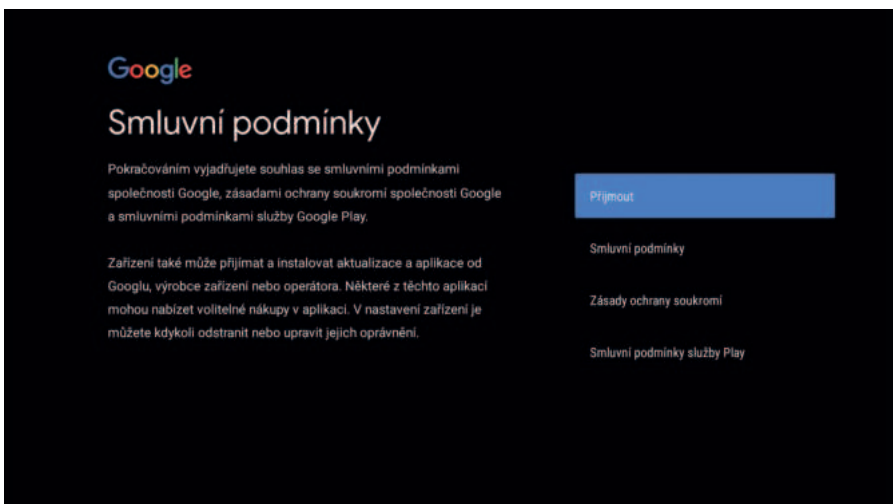 Google
Smluvní podmínky
Pokračováním vyjadřujete souhlas se smluvními podmínkami
společnosti Google, zásadami ochrany soukromí společnosti Google
a smluvními podmínkami služby Google Play.
Zařízení také může přijímat a instalovat aktualizace a aplikace od
Googlu, výrobce zařízení nebo operátora. Některé z těchto aplikací
mohou nabízet volitelné nákupy v aplikaci. V nastavení zařízení je
můžete kdykoli odstranit nebo upravit jejich oprávnění.
Přijmout
Smluvní podmínky
Zásady ochrany soukromí
Smluvní podmínky služby Play